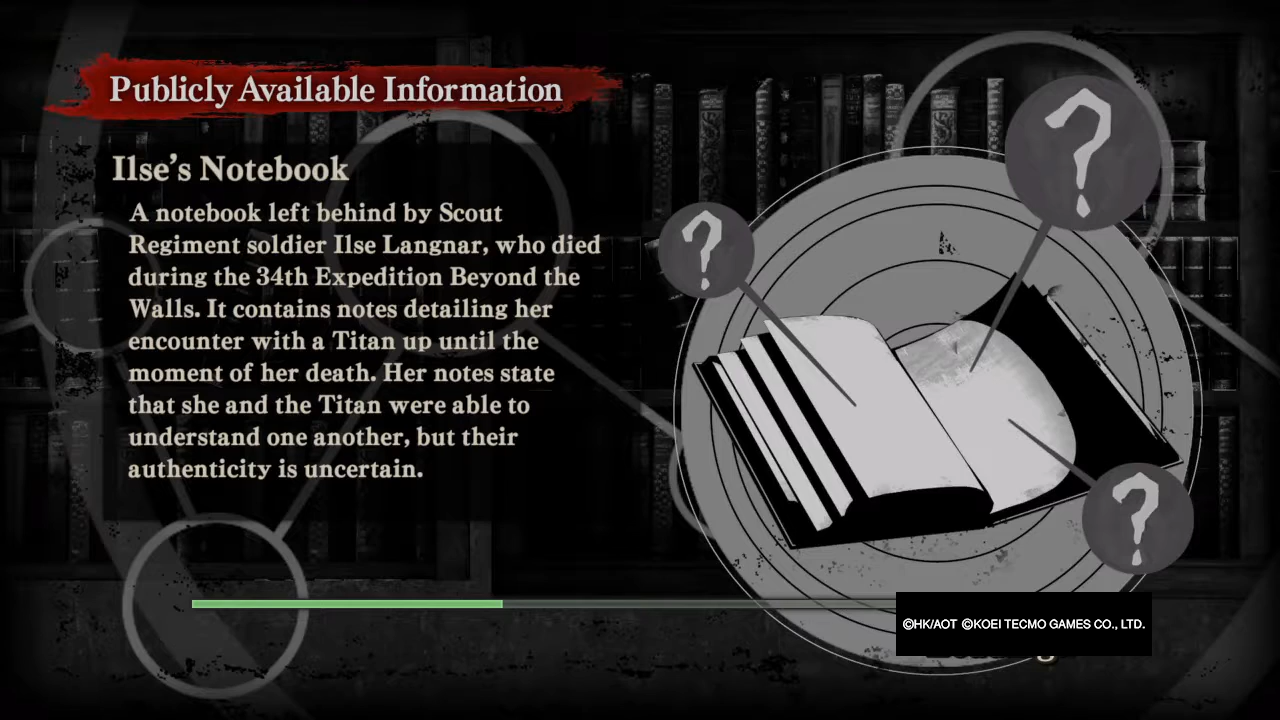 Publicly Available Information
Ilse's Notebook
A notebook left behind by Scout
Regiment soldier Ilse Langnar, who died
during the 34th Expedition Beyond the
Walls. It contains notes detailing her
encounter with a Titan up until the
moment of her death. Her notes state
that she and the Titan were able to
understand one another, but their
authenticity is uncertain.
©HK/AOT ©KOEI TECMO GAMES CO., LTD.